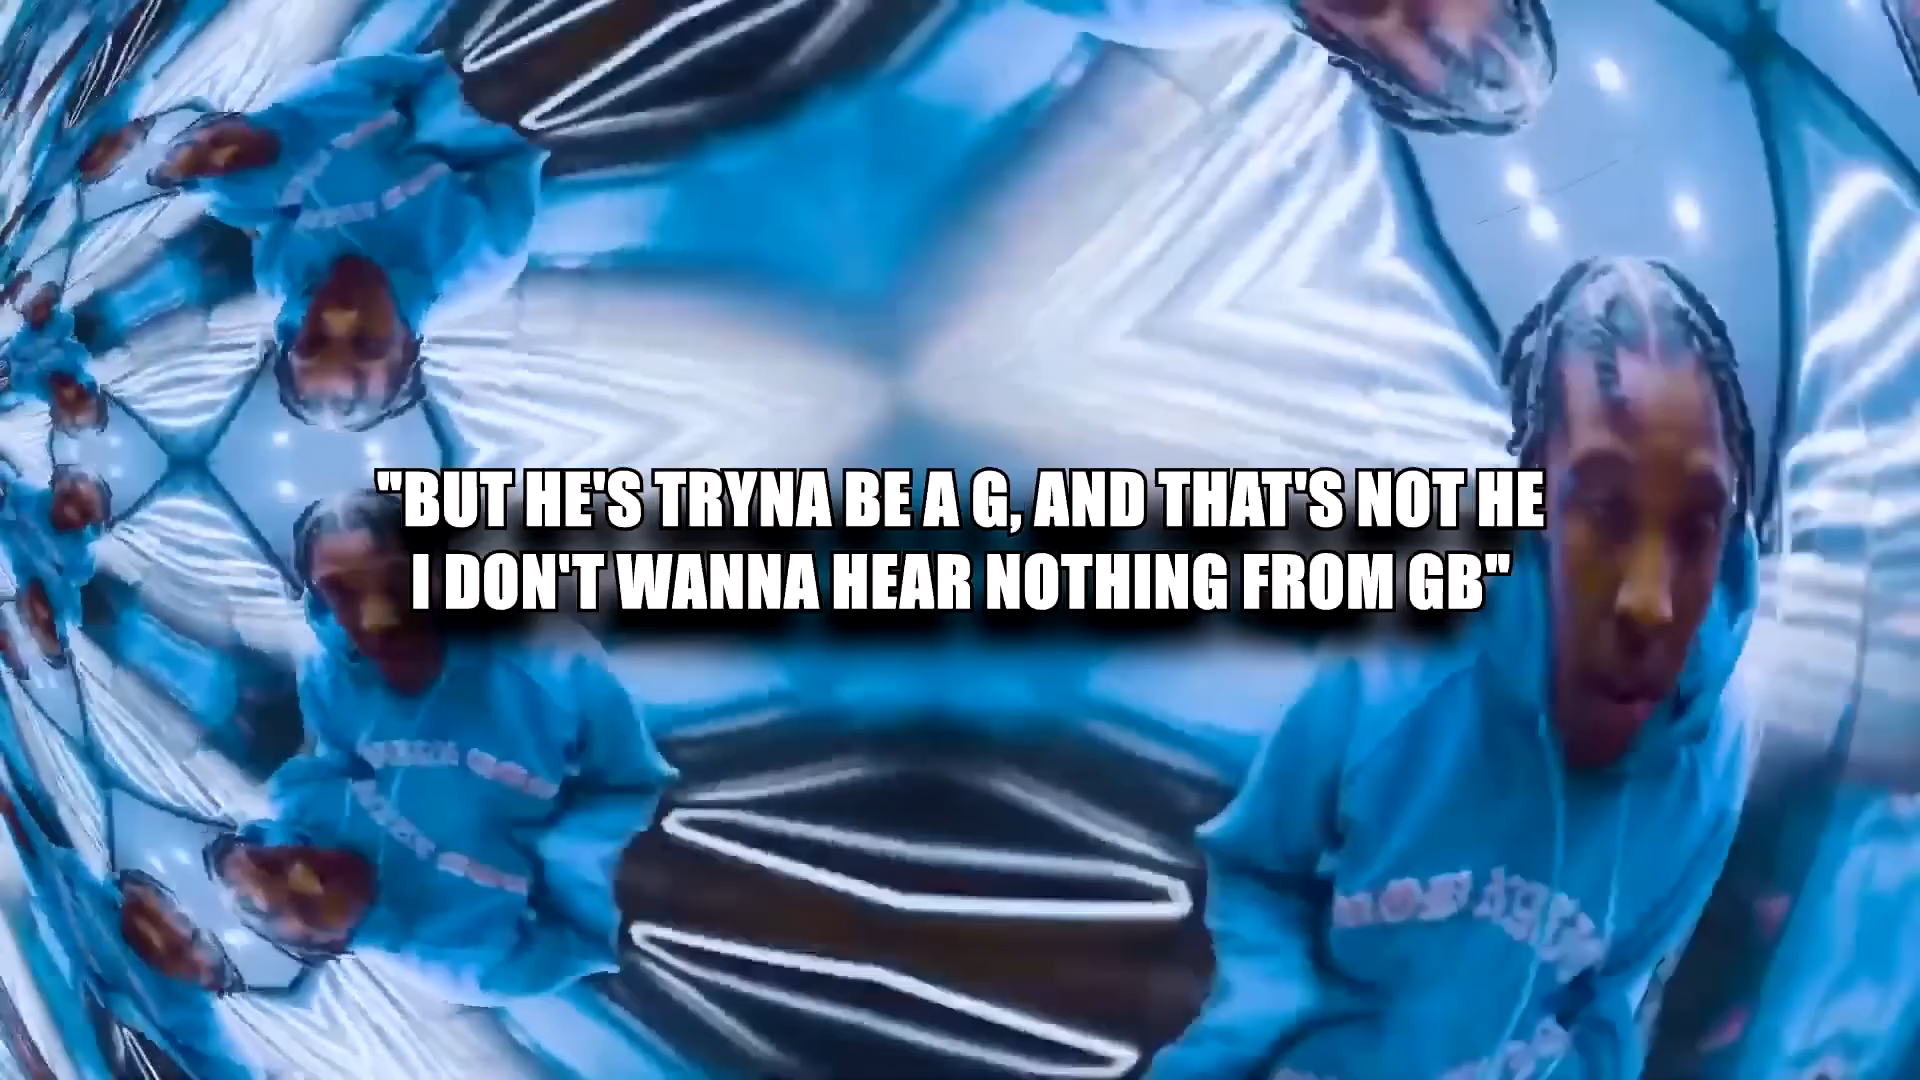 "BUT HE'S TRYNA BE A G, AND THAT'S NOT HE
I DON'T WANNA HEAR NOTHING FROM GB"